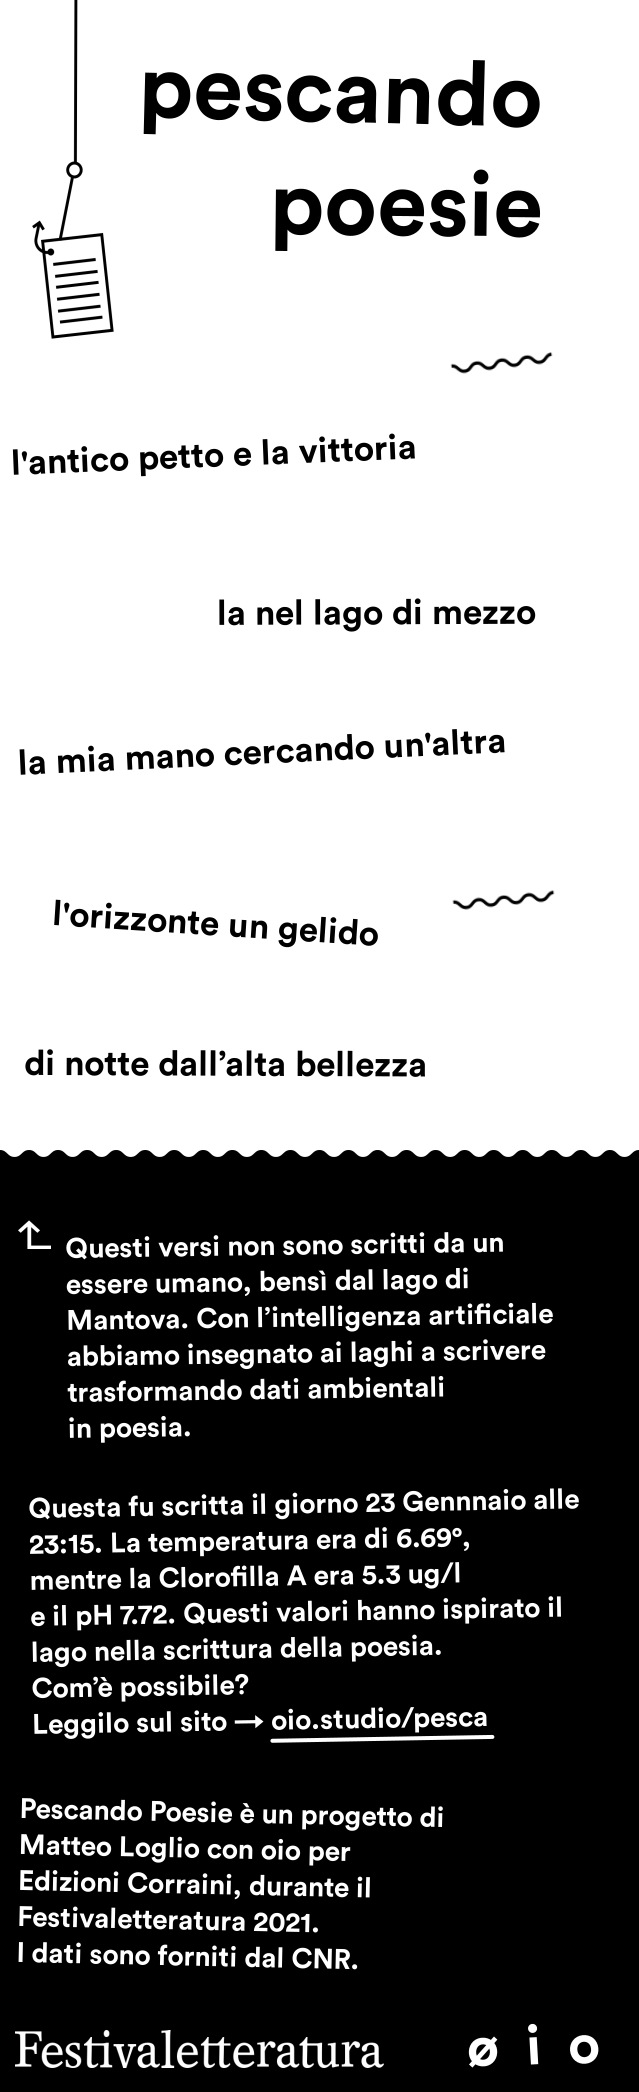 pescando
poesie
l'antico petto e la vittoria
la nel lago di mezzo
la mia mano cercando un'altra
l'orizzonte un gelido
di notte dall’alta bellezza
Questi versi non sono scritti da un
essere umano, bensì dal lago di
Mantova. Con l’intelligenza artificiale
abbiamo insegnato ai laghi a scrivere
trasformando dati ambientali
in poesia.
Questa fu scritta il giorno 23 Gennnaio alle
23:15. La temperatura era di 6.69°,
mentre la Clorofilla A era 5.3 ug/l
e il pH 7.72. Questi valori hanno ispirato il
lago nella scrittura della poesia.
Com’è possibile?
Leggilo sul sito → oio.studio/pesca
Pescando Poesie è un progetto di
Matteo Loglio con oio per
Edizioni Corraini, durante il
Festivaletteratura 2021.
I dati sono forniti dal CNR.
Festivaletteratura ø i o